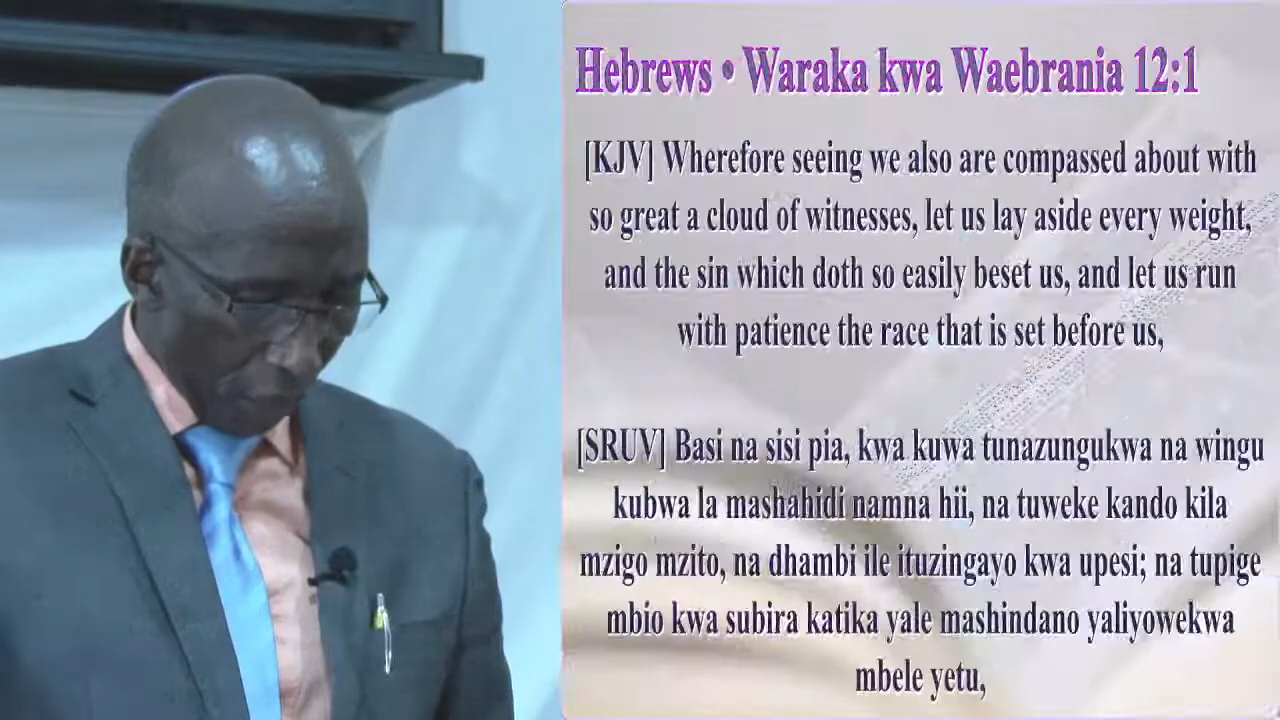 Hebrews • Waraka kwa Waebrania 12:1
[KJV] Wherefore seeing we also are compassed about with
so great a cloud of witnesses, let us lay aside every weight,
and the sin which doth so easily beset us, and let us run
with patience the race that is set before us,
[SRUV] Basi na sisi pia, kwa kuwa tunazungukwa na wingu
kubwa la mashahidi namna hii, na tuweke kando kila
mzigo mzito, na dhambi ile ituzingayo kwa upesi; na tupige
mbio kwa subira katika yale mashindano yaliyowekwa
mbele yetu,